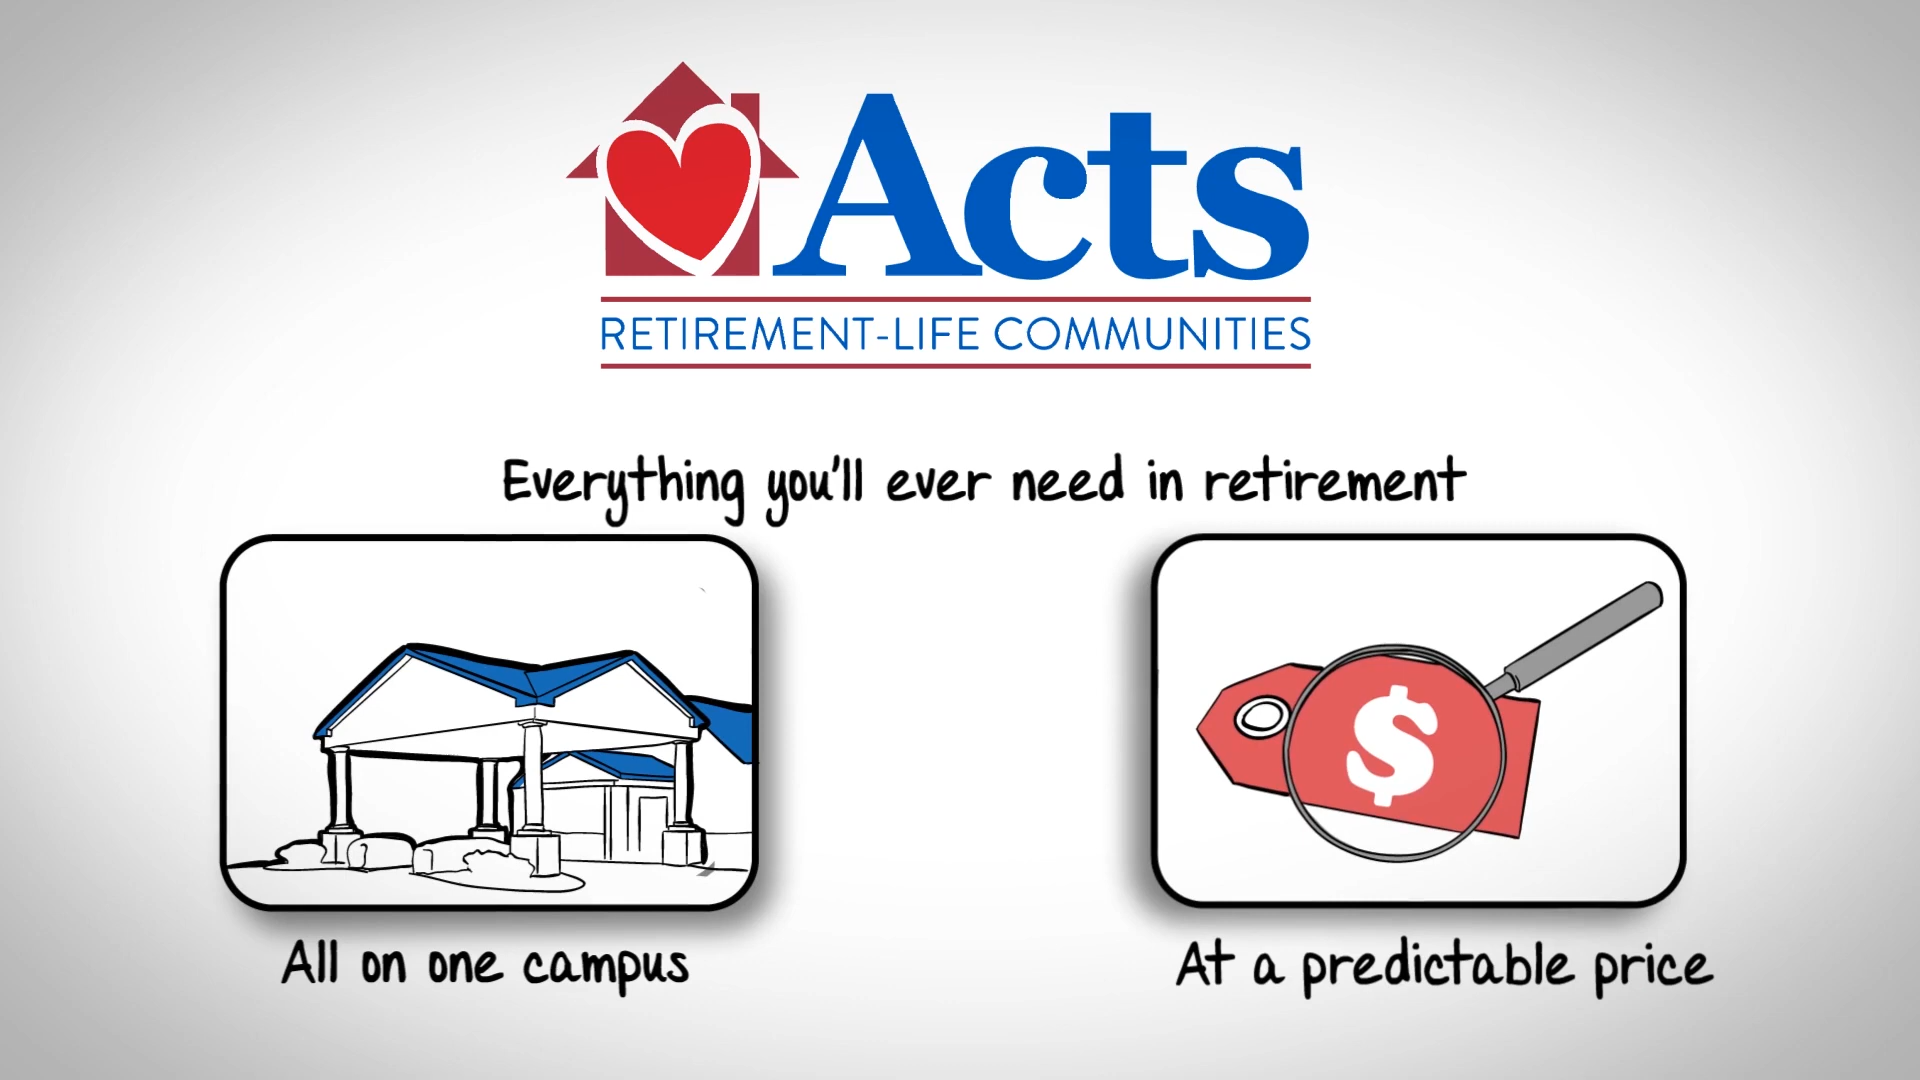 Acts
RETIREMENT-LIFE COMMUNITIES
Everything you'll ever need in retirement
$
All on one campus
At a predictable price